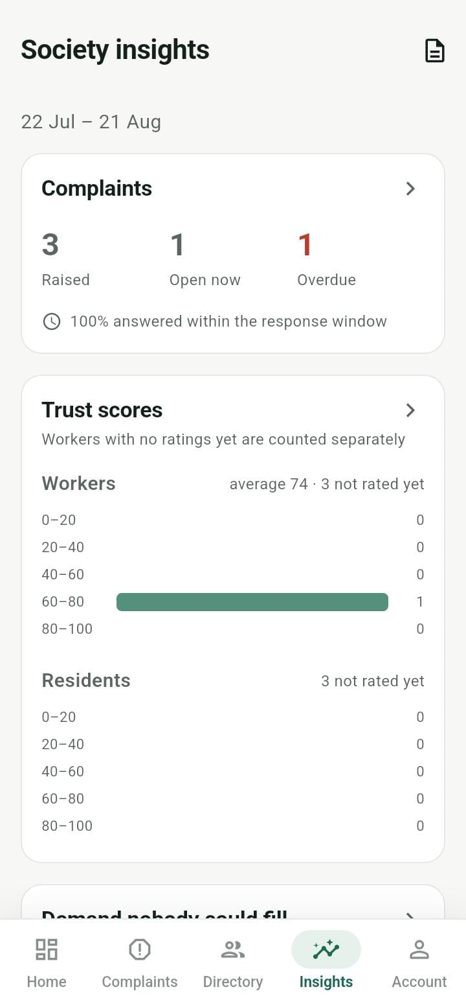 Society insights
22 Jul – 21 Aug
Complaints
3 1 1
Raised Open now Overdue
100% answered within the response window
Trust scores
Workers with no ratings yet are counted separately
Workers average 74 · 3 not rated yet
0–20 0
20–40 0
40–60 0
60–80 1
80–100 0
Residents 3 not rated yet
0–20 0
20–40 0
40–60 0
60–80 0
80–100 0
Demand nobody could fill
Home Complaints Directory Insights Account